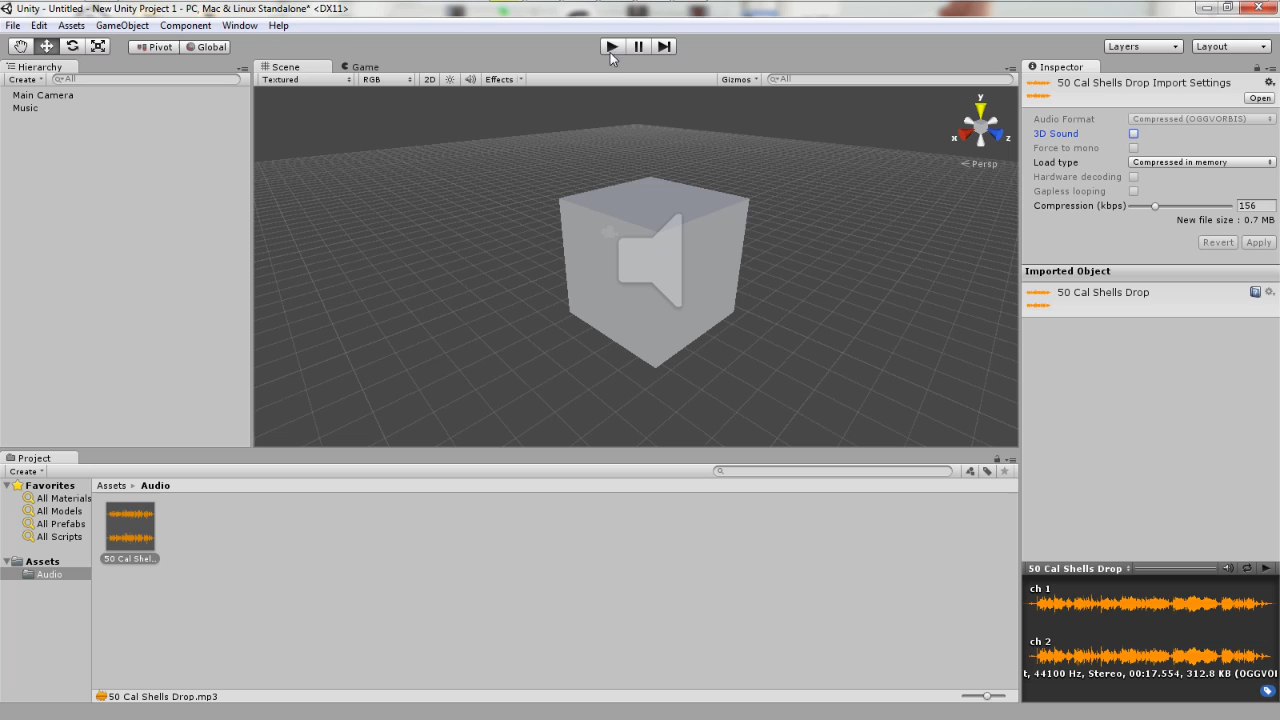 Unity - Untitled - New Unity Project 1 - PC, Mac & Linux Standalone* <DX11>
File Edit Assets GameObject Component Window Help
Pivot Global Layers Layout
Hierarchy Scene Game Inspector
Create All Textured RGB 2D Effects Gizmos All
50 Cal Shells Drop Import Settings
Open
Main Camera
Music
y
x z
Persp
Audio Format Compressed (OGGVORBIS)
3D Sound
Force to mono
Load type Compressed in memory
Hardware decoding
Gapless looping
Compression (kbps) 156
New file size : 0.7 MB
Revert Apply
Imported Object
50 Cal Shells Drop
Project
Create
Favorites
All Materials
All Models
All Prefabs
All Scripts
Assets
Audio
Assets ▸ Audio
50 Cal Shel...
50 Cal Shells Drop.mp3
50 Cal Shells Drop
ch 1
ch 2
t, 44100 Hz, Stereo, 00:17.554, 312.8 KB (OGGVOI